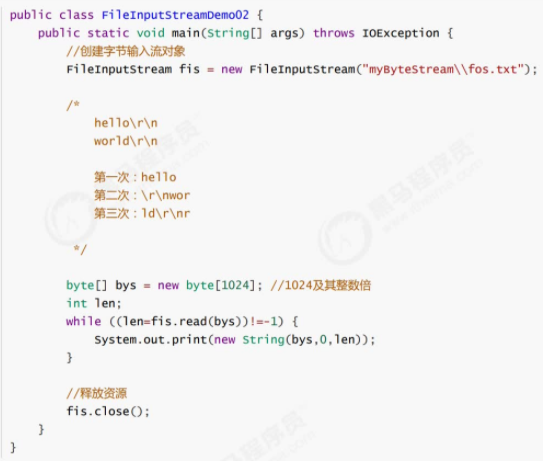 public class FileInputStreamDemo02 {
public static void main(String[] args) throws IOException {
//创建字节输入流对象
FileInputStream fis = new FileInputStream("myByteStream\\fos.txt");
/*
hello\r\n
world\r\n
第一次：hello
第二次：\r\nwor
第三次：ld\r\nr
*/
byte[] bys = new byte[1024]; //1024及其整数倍
int len;
while ((len=fis.read(bys))!=-1) {
System.out.print(new String(bys,0,len));
}
//释放资源
fis.close();
}
}